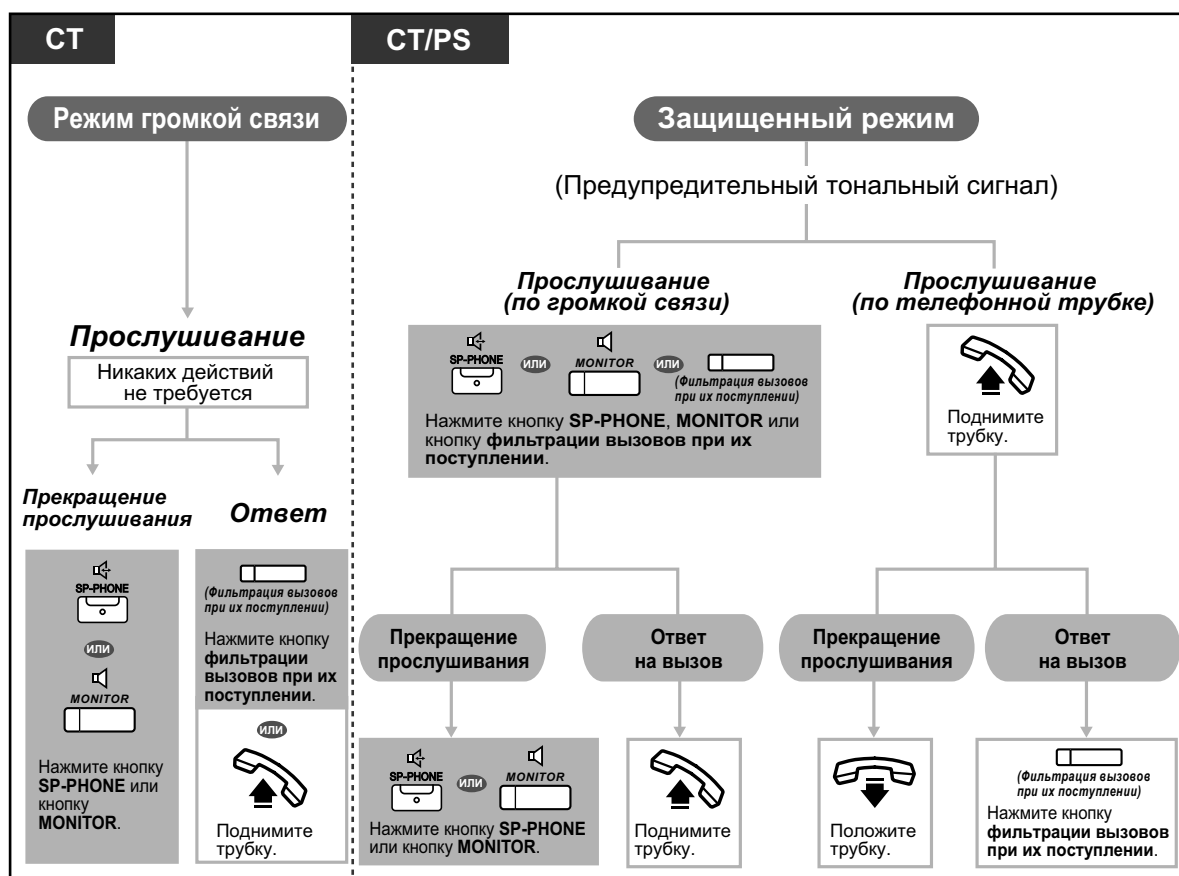 CT
CT/PS
Режим громкой связи
Прослушивание
Никаких действий
не требуется
Прекращение
прослушивания
SP-PHONE
ИЛИ
MONITOR
Нажмите кнопку
SP-PHONE или
кнопку
MONITOR.
Ответ
(Фильтрация вызовов
при их поступлении)
Нажмите кнопку
фильтрации
вызовов при их
поступлении.
ИЛИ
Поднимите
трубку.
Защищенный режим
(Предупредительный тональный сигнал)
Прослушивание
(по громкой связи)
SP-PHONE
ИЛИ
MONITOR
ИЛИ
(Фильтрация вызовов
при их поступлении)
Нажмите кнопку SP-PHONE, MONITOR или
кнопку фильтрации вызовов при их
поступлении.
Прекращение
прослушивания
SP-PHONE
ИЛИ
MONITOR
Нажмите кнопку SP-PHONE
или кнопку MONITOR.
Ответ
на вызов
Поднимите
трубку.
Прослушивание
(по телефонной трубке)
Поднимите
трубку.
Прекращение
прослушивания
Положите
трубку.
Ответ
на вызов
(Фильтрация вызовов
при их поступлении)
Нажмите кнопку
фильтрации вызовов
при их поступлении.